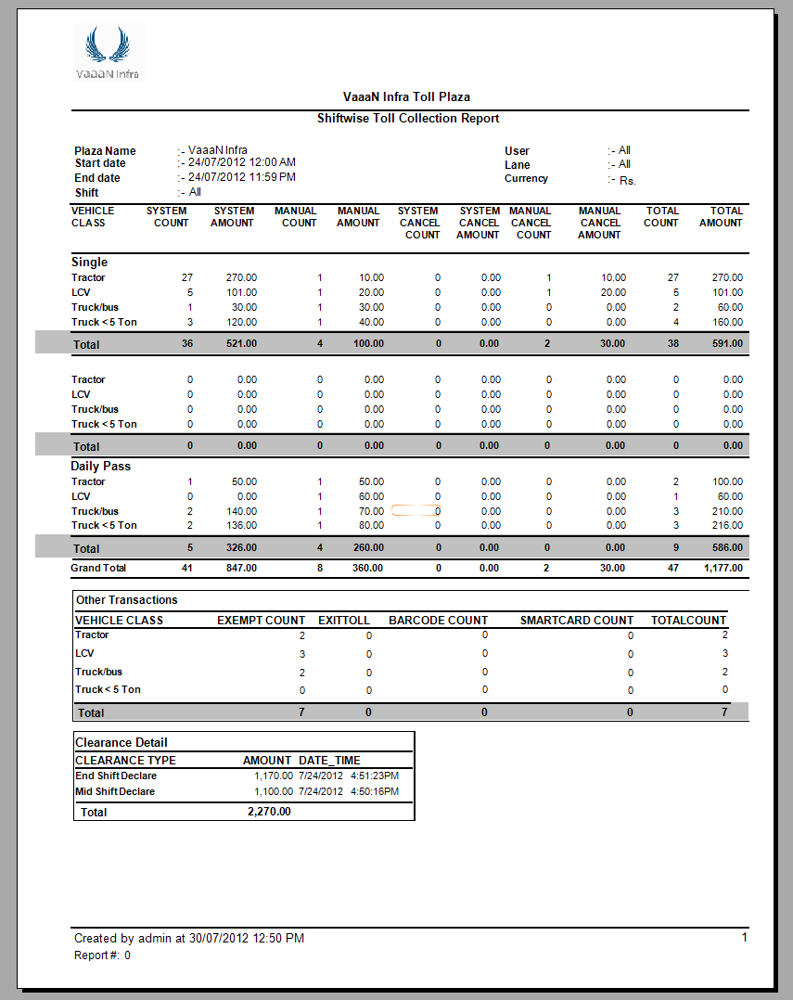 VaaaN Infra
VaaaN Infra Toll Plaza
Shiftwise Toll Collection Report
Plaza Name :- VaaaN Infra User :- All
Start date :- 24/07/2012 12:00 AM Lane :- All
End date :- 24/07/2012 11:59 PM Currency :- Rs.
Shift :- All
VEHICLE SYSTEM SYSTEM MANUAL MANUAL SYSTEM SYSTEM MANUAL MANUAL TOTAL TOTAL
CLASS COUNT AMOUNT COUNT AMOUNT CANCEL CANCEL CANCEL CANCEL COUNT AMOUNT
COUNT AMOUNT COUNT AMOUNT
Single
Tractor 27 270.00 1 10.00 0 0.00 1 10.00 27 270.00
LCV 5 101.00 1 20.00 0 0.00 1 20.00 5 101.00
Truck/bus 1 30.00 1 30.00 0 0.00 0 0.00 2 60.00
Truck < 5 Ton 3 120.00 1 40.00 0 0.00 0 0.00 4 160.00
Total 36 521.00 4 100.00 0 0.00 2 30.00 38 591.00
Tractor 0 0.00 0 0.00 0 0.00 0 0.00 0 0.00
LCV 0 0.00 0 0.00 0 0.00 0 0.00 0 0.00
Truck/bus 0 0.00 0 0.00 0 0.00 0 0.00 0 0.00
Truck < 5 Ton 0 0.00 0 0.00 0 0.00 0 0.00 0 0.00
Total 0 0.00 0 0.00 0 0.00 0 0.00 0 0.00
Daily Pass
Tractor 1 50.00 1 50.00 0 0.00 0 0.00 2 100.00
LCV 0 0.00 1 60.00 0 0.00 0 0.00 1 60.00
Truck/bus 2 140.00 1 70.00 0 0.00 0 0.00 3 210.00
Truck < 5 Ton 2 136.00 1 80.00 0 0.00 0 0.00 3 216.00
Total 5 326.00 4 260.00 0 0.00 0 0.00 9 586.00
Grand Total 41 847.00 8 360.00 0 0.00 2 30.00 47 1,177.00
Other Transactions
VEHICLE CLASS EXEMPT COUNT EXITTOLL BARCODE COUNT SMARTCARD COUNT TOTALCOUNT
Tractor 2 0 0 0 2
LCV 3 0 0 0 3
Truck/bus 2 0 0 0 2
Truck < 5 Ton 0 0 0 0 0
Total 7 0 0 0 7
Clearance Detail
CLEARANCE TYPE AMOUNT DATE_TIME
End Shift Declare 1,170.00 7/24/2012 4:51:23PM
Mid Shift Declare 1,100.00 7/24/2012 4:50:16PM
Total 2,270.00
Created by admin at 30/07/2012 12:50 PM 1
Report #: 0